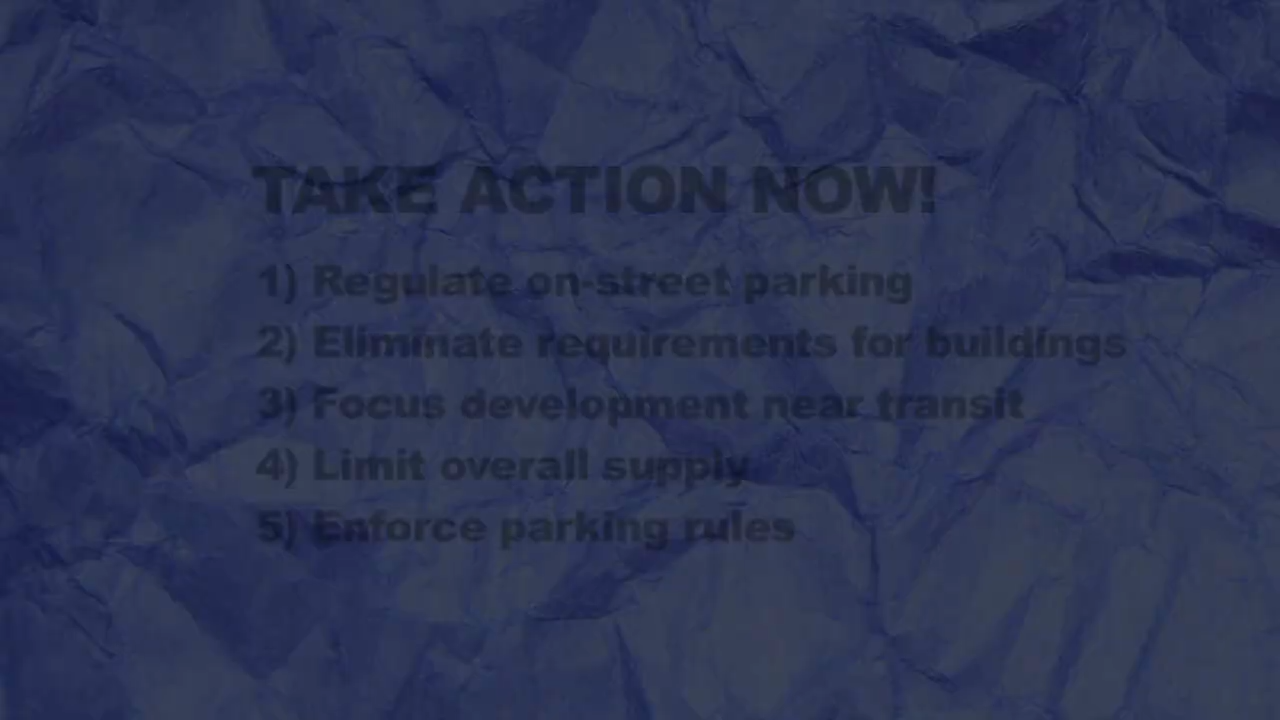 TAKE ACTION NOW!
1) Regulate on-street parking
2) Eliminate requirements for buildings
3) Focus development near transit
4) Limit overall supply
5) Enforce parking rules